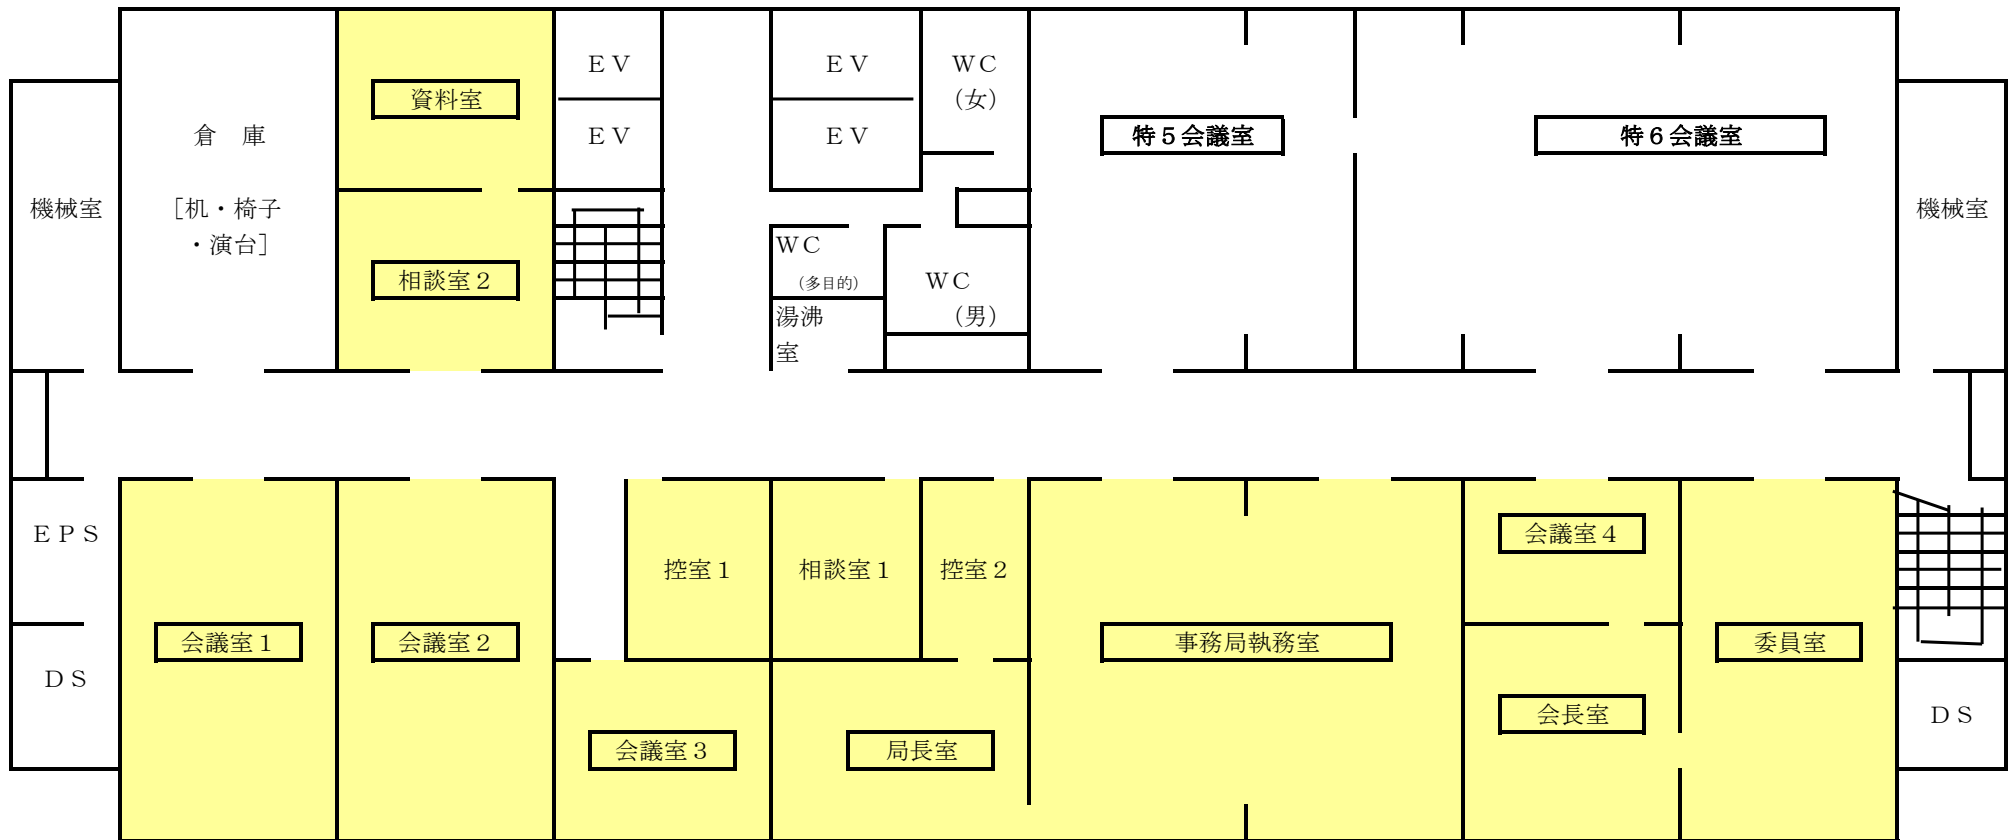 ＥＶ
ＥＶ
ＷＣ
（女）
資料室
倉　庫
ＥＶ
ＥＶ
特５会議室
特６会議室
機械室
［机・椅子
・演台］
機械室
ＷＣ
（多目的）
相談室２
ＷＣ
（男）
湯沸
室
ＥＰＳ
会議室４
控室１
相談室１
控室２
会議室１
会議室２
事務局執務室
委員室
ＤＳ
会長室
ＤＳ
会議室３
局長室